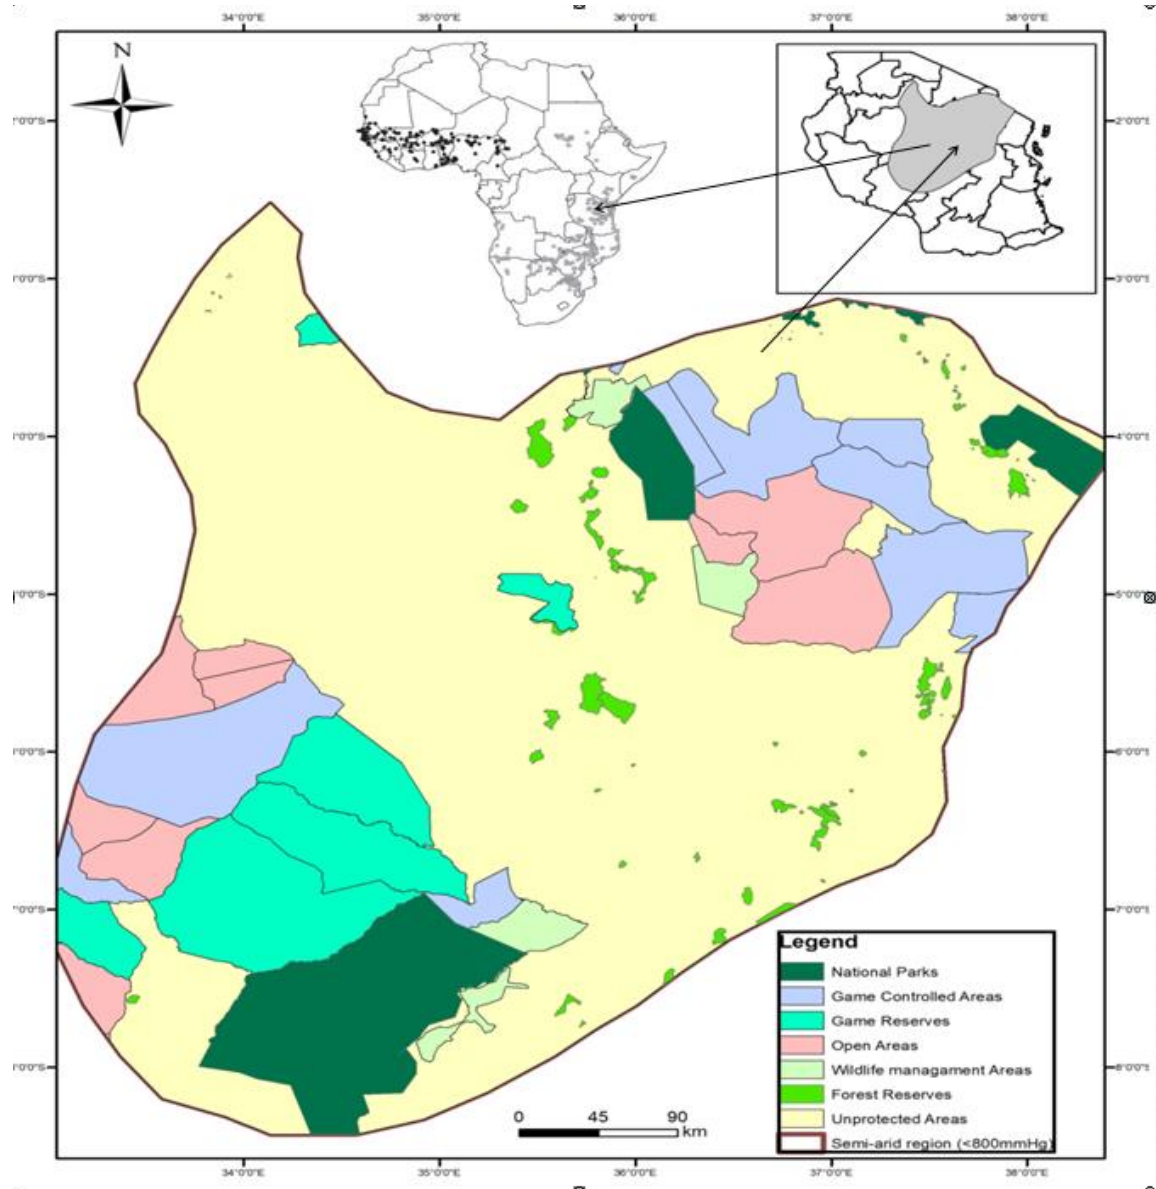 34°0'0"E 35°0'0"E 36°0'0"E 37°0'0"E 38°0'0"E
N
2°0'0"S
3°0'0"S
4°0'0"S
5°0'0"S
6°0'0"S
7°0'0"S
8°0'0"S
Legend
National Parks
Game Controlled Areas
Game Reserves
Open Areas
Wildlife managament Areas
Forest Reserves
Unprotected Areas
Semi-arid region (<800mmHg)
0 45 90
km
34°0'0"E 35°0'0"E 36°0'0"E 37°0'0"E 38°0'0"E